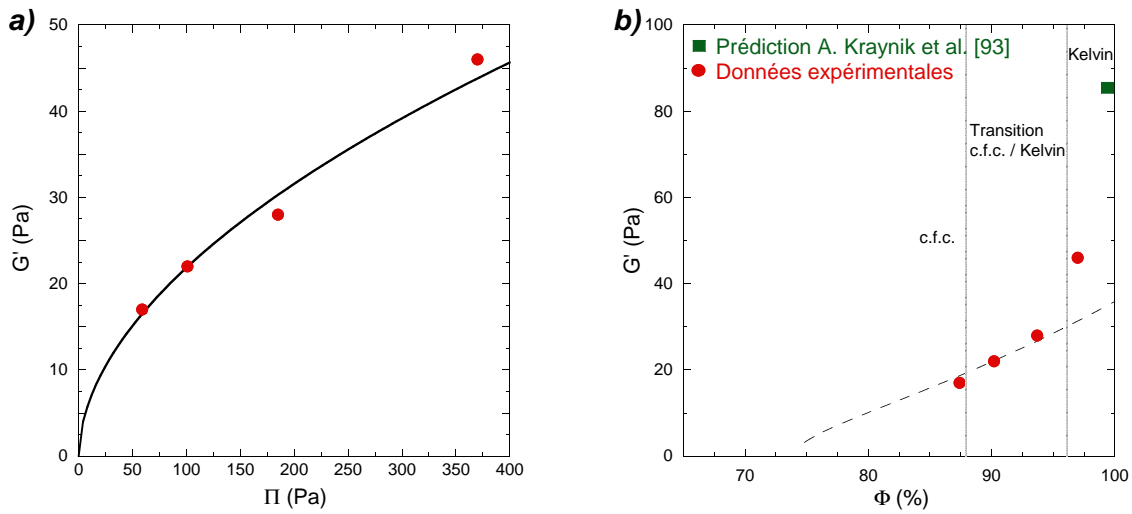 a)
50
40
30
20
10
0
0 50 100 150 200 250 300 350 400
G' (Pa)
Π (Pa)
b)
100
80
60
40
20
0
70 80 90 100
G' (Pa)
Φ (%)
Prédiction A. Kraynik et al. [93]
Données expérimentales
Kelvin
Transition
c.f.c. / Kelvin
c.f.c.